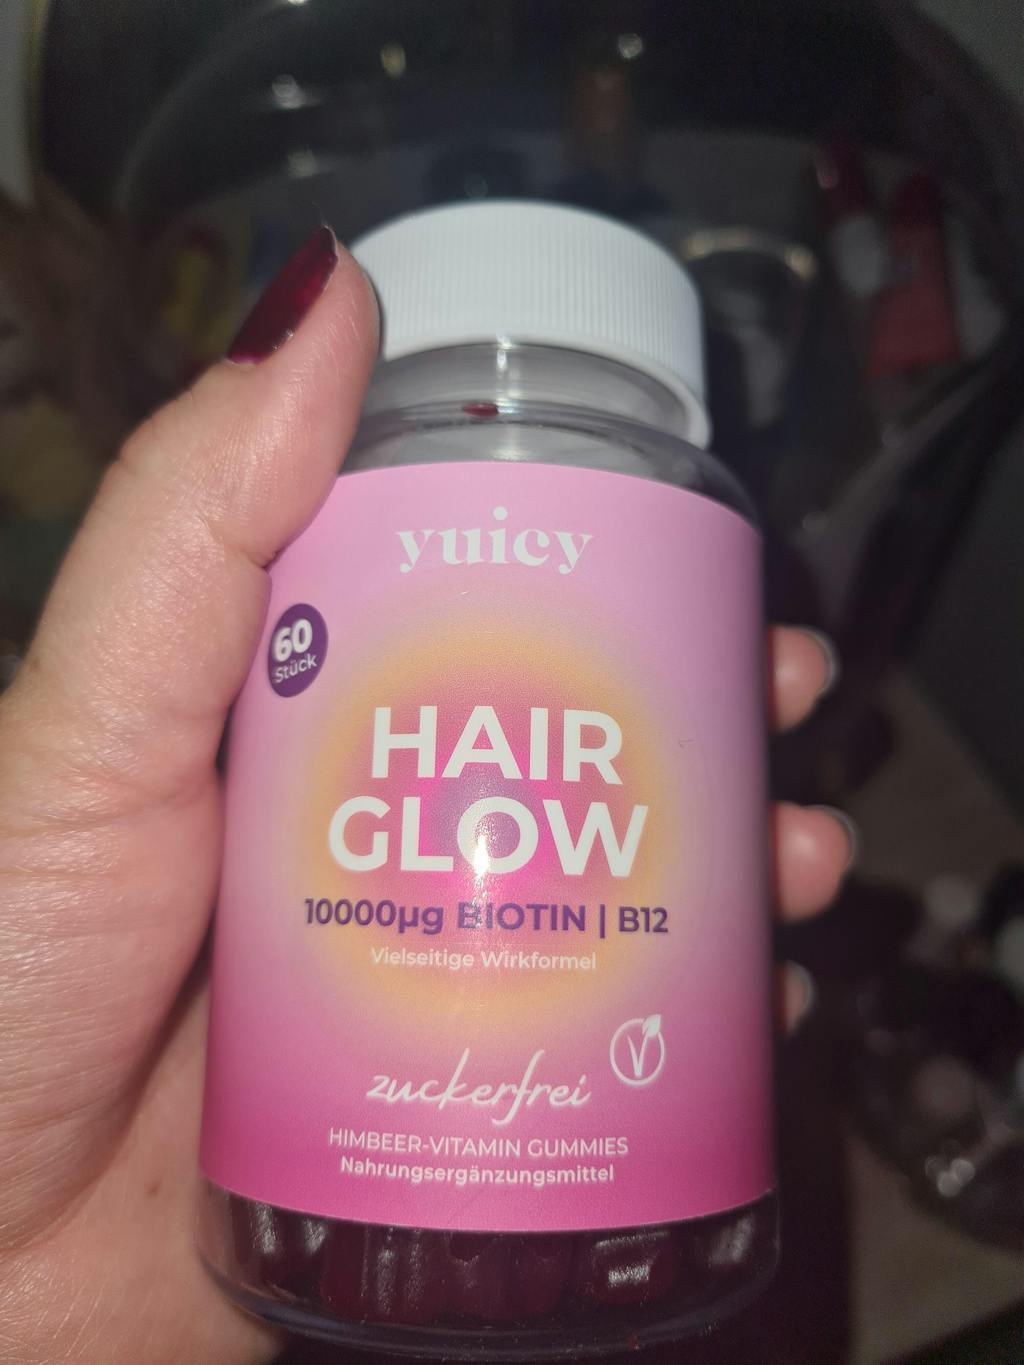 yuicy
60
Stück
HAIR
GLOW
10000µg BIOTIN | B12
Vielseitige Wirkformel
zuckerfrei
V
HIMBEER-VITAMIN GUMMIES
Nahrungsergänzungsmittel